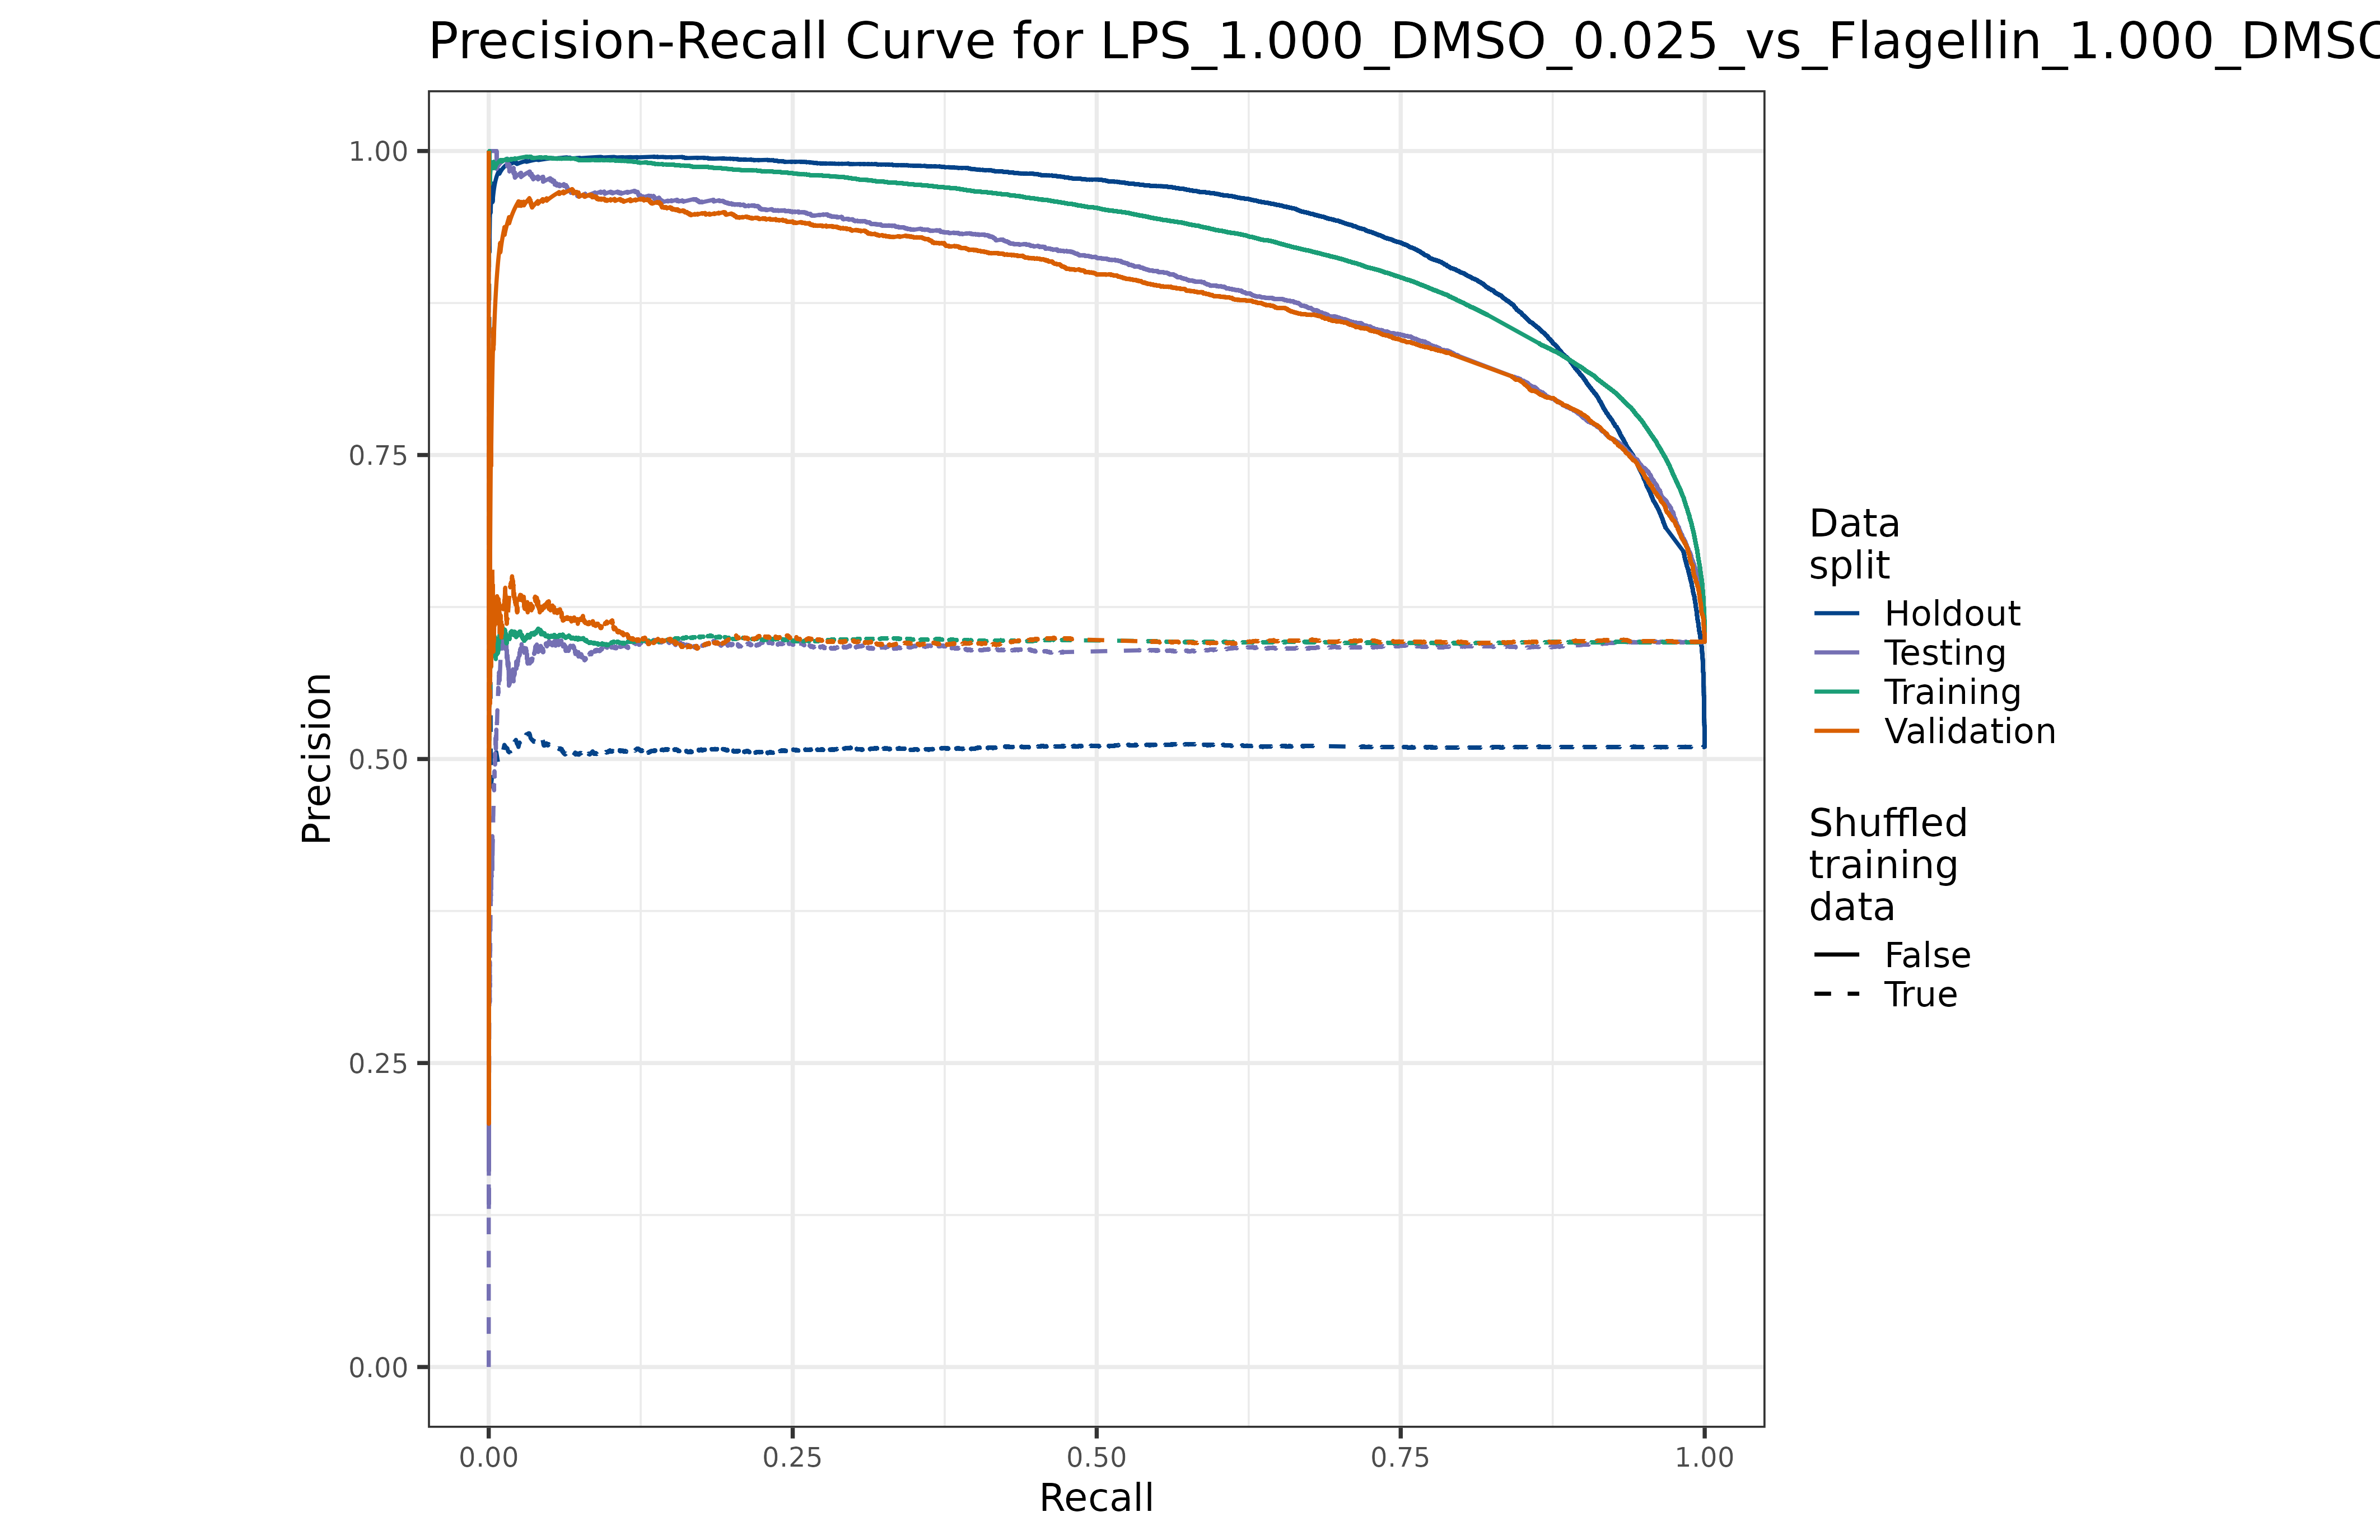 Precision-Recall Curve for LPS_1.000_DMSO_0.025_vs_Flagellin_1.000_DMSO
1.00
0.75
0.50
0.25
0.00
Precision
0.00 0.25 0.50 0.75 1.00
Recall
Data
split
Holdout
Testing
Training
Validation
Shuffled
training
data
False
True